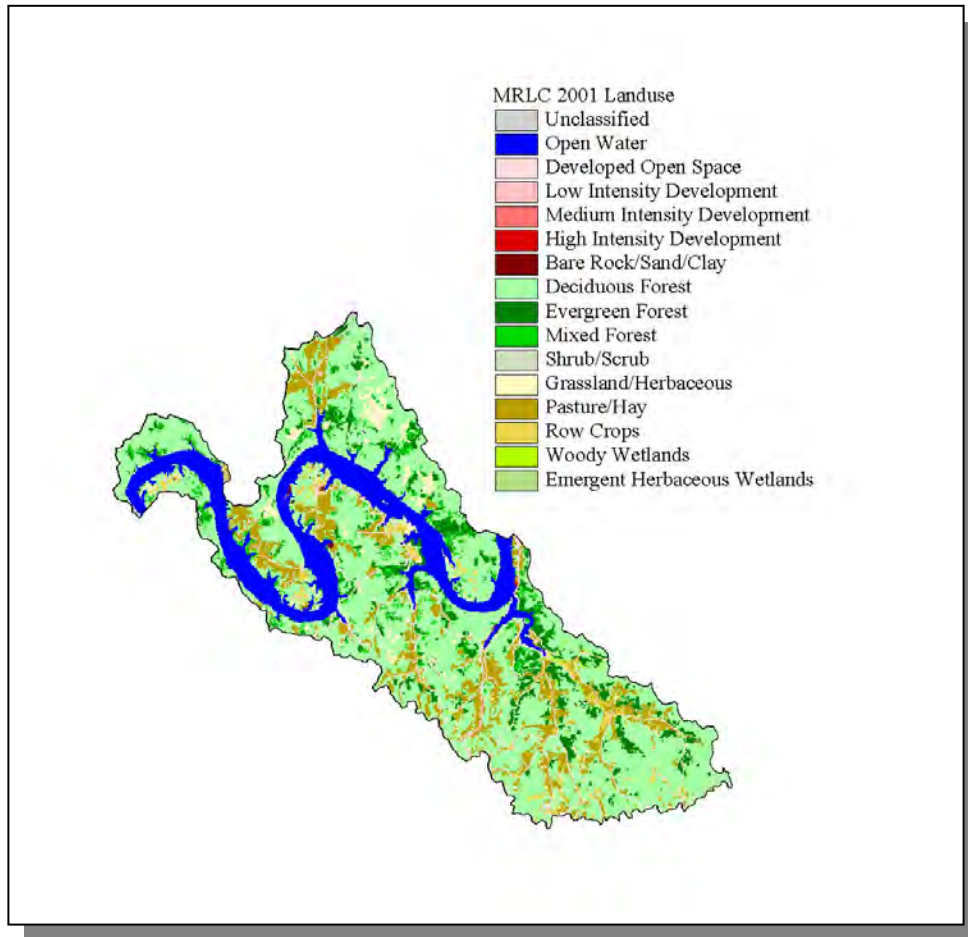 MRLC 2001 Landuse
Unclassified
Open Water
Developed Open Space
Low Intensity Development
Medium Intensity Development
High Intensity Development
Bare Rock/Sand/Clay
Deciduous Forest
Evergreen Forest
Mixed Forest
Shrub/Scrub
Grassland/Herbaceous
Pasture/Hay
Row Crops
Woody Wetlands
Emergent Herbaceous Wetlands